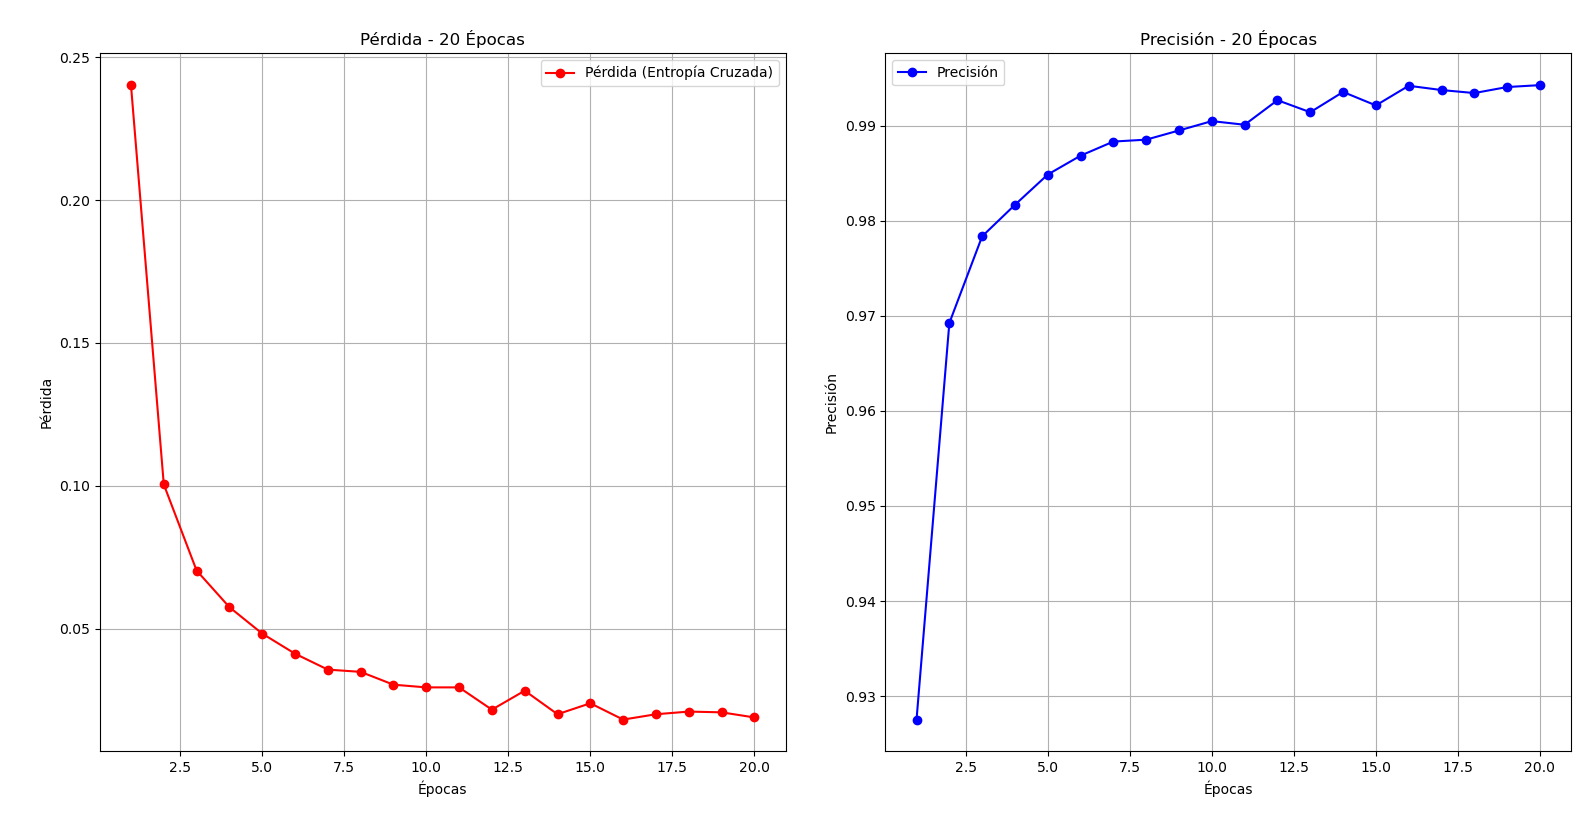 Pérdida - 20 Épocas
Pérdida (Entropía Cruzada)
0.25
0.20
0.15
0.10
0.05
Pérdida
2.5 5.0 7.5 10.0 12.5 15.0 17.5 20.0
Épocas
Precisión - 20 Épocas
Precisión
0.99
0.98
0.97
0.96
0.95
0.94
0.93
Precisión
2.5 5.0 7.5 10.0 12.5 15.0 17.5 20.0
Épocas